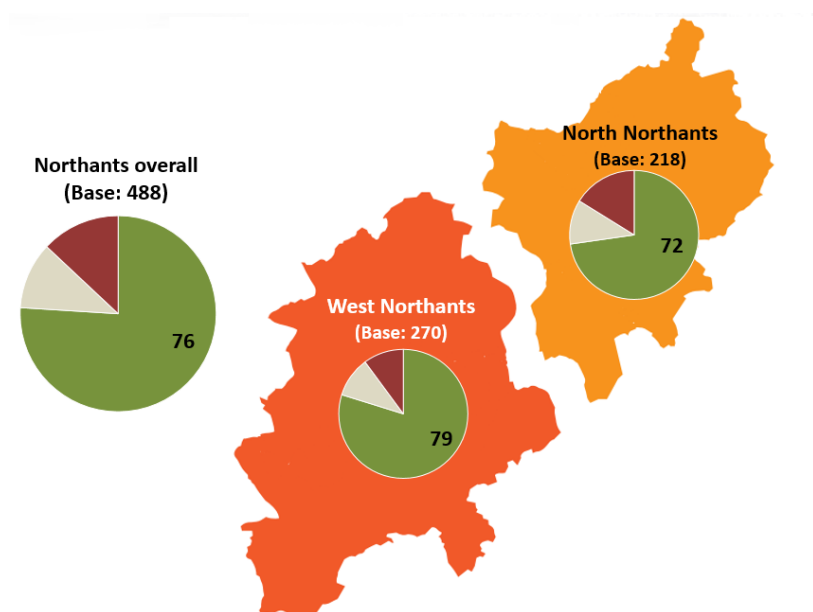 Northants overall
(Base: 488)
76
West Northants
(Base: 270)
79
North Northants
(Base: 218)
72